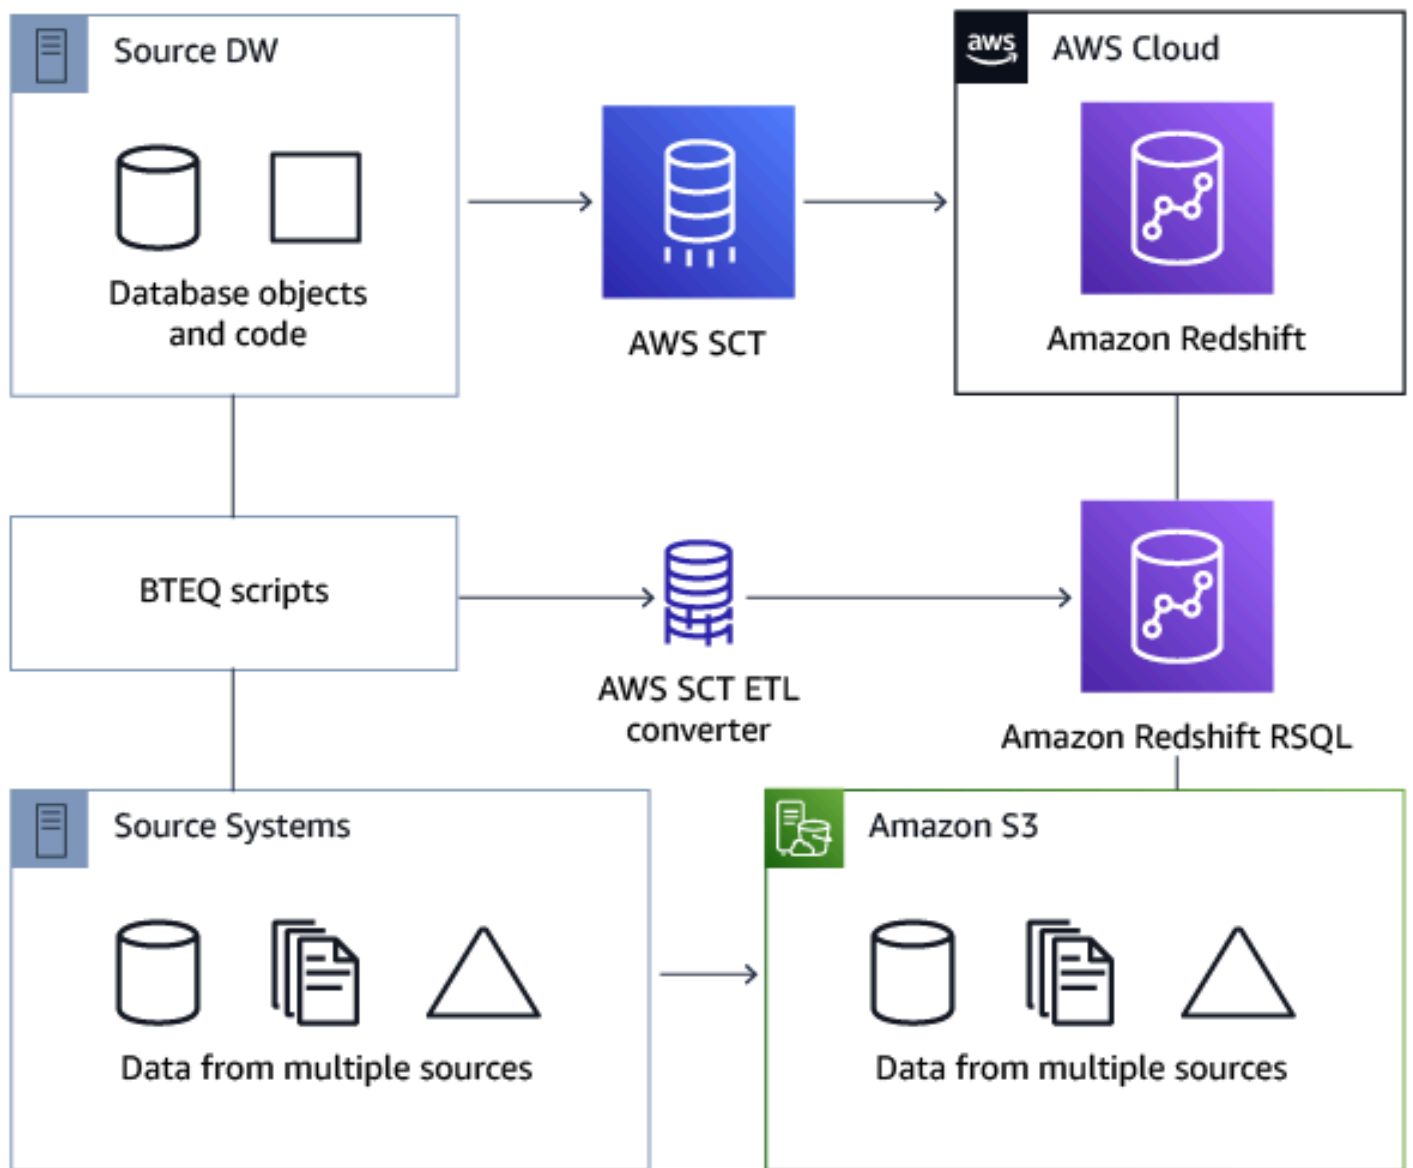 Source DW
aws
AWS Cloud
Database objects
and code
AWS SCT
Amazon Redshift
BTEQ scripts
AWS SCT ETL
converter
Amazon Redshift RSQL
Source Systems
Amazon S3
Data from multiple sources
Data from multiple sources